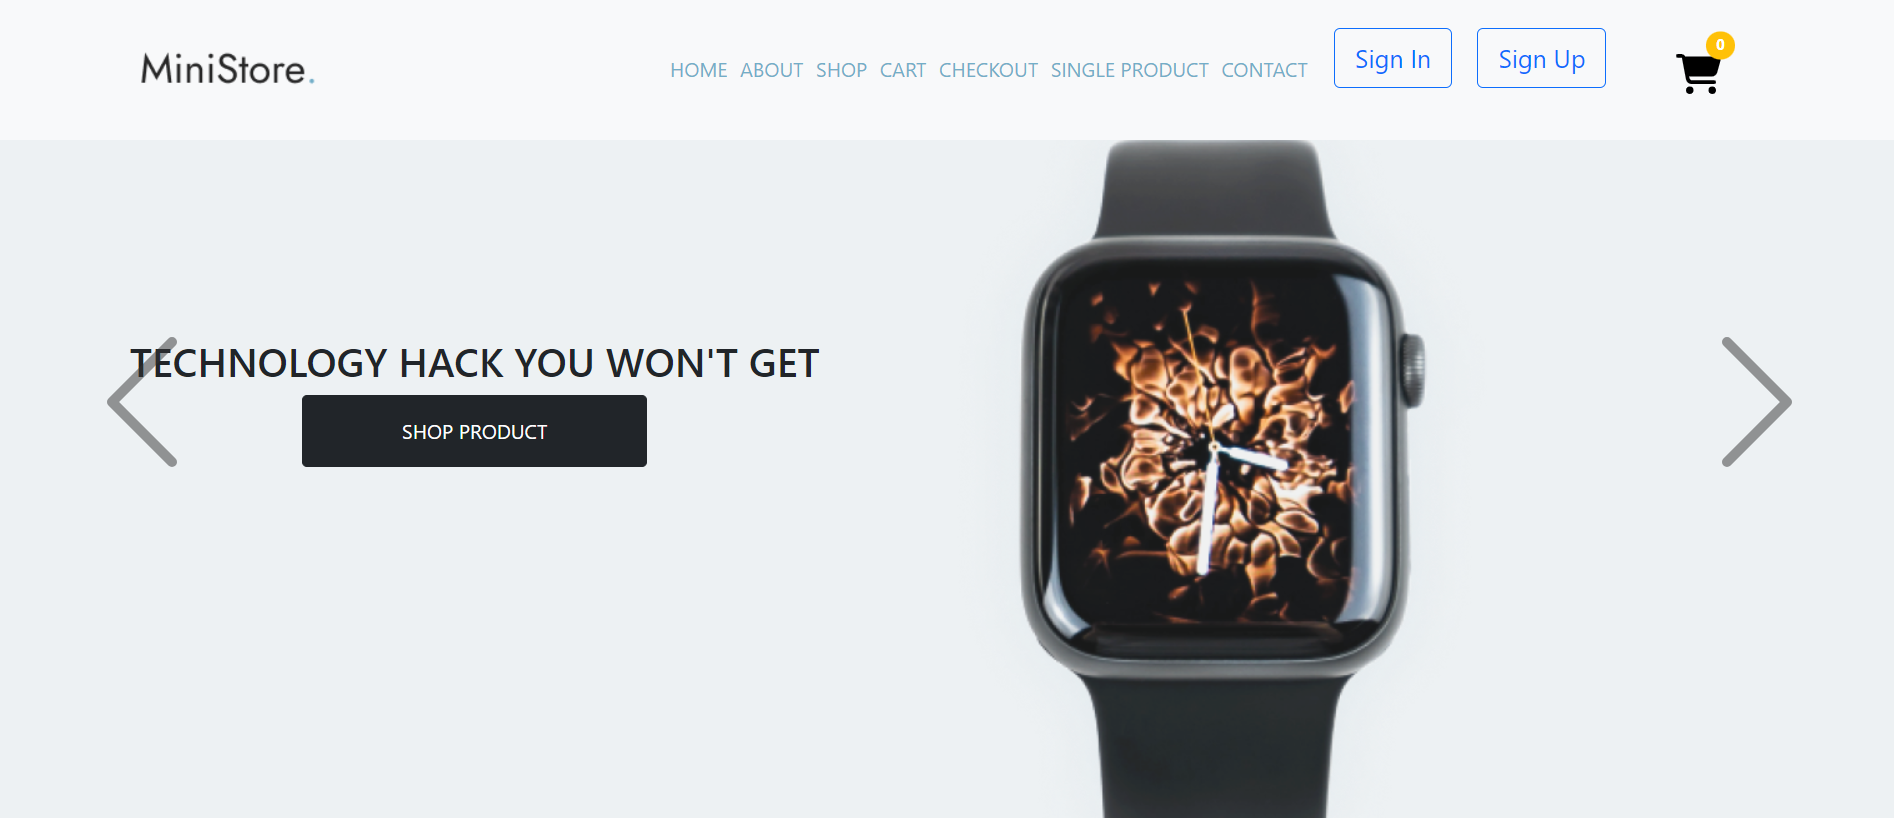 MiniStore.
HOME ABOUT SHOP CART CHECKOUT SINGLE PRODUCT CONTACT Sign In Sign Up 0
TECHNOLOGY HACK YOU WON'T GET
SHOP PRODUCT